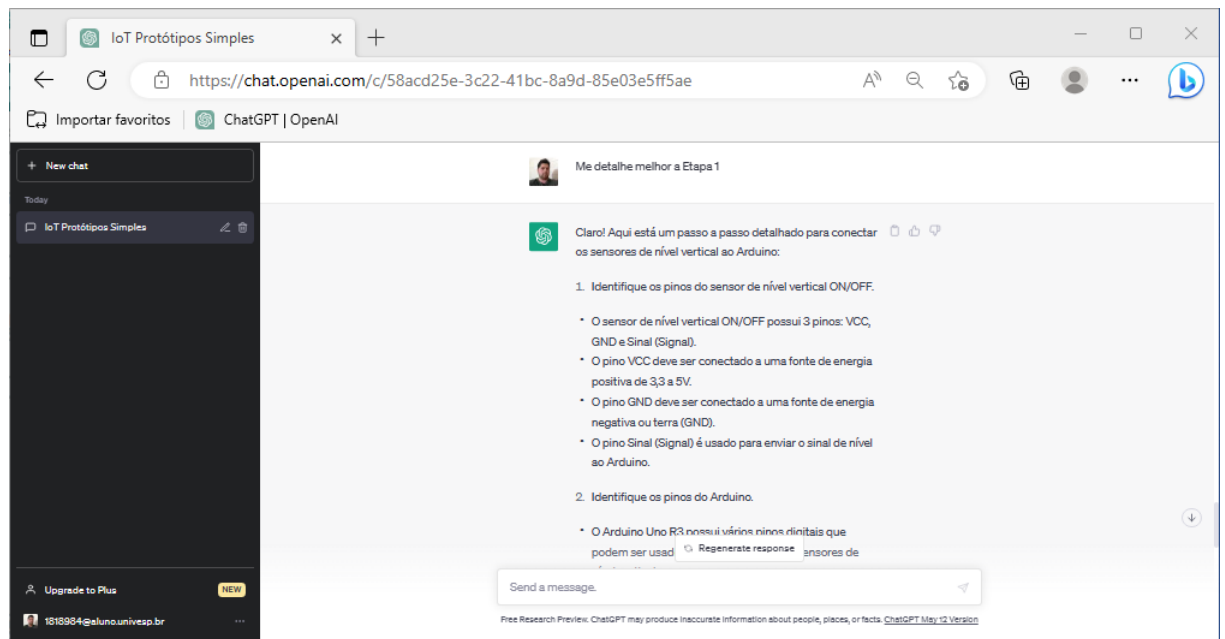 IoT Protótipos Simples
https://chat.openai.com/c/58acd25e-3c22-41bc-8a9d-85e03e5ff5ae
Importar favoritos
ChatGPT | OpenAI
+ New chat
Today
IoT Protótipos Simples
Upgrade to Plus
NEW
1818984@aluno.univesp.br
Me detalhe melhor a Etapa 1
Claro! Aqui está um passo a passo detalhado para conectar
os sensores de nível vertical ao Arduino:
1. Identifique os pinos do sensor de nível vertical ON/OFF.
• O sensor de nível vertical ON/OFF possui 3 pinos: VCC,
GND e Sinal (Signal).
• O pino VCC deve ser conectado a uma fonte de energia
positiva de 3,3 a 5V.
• O pino GND deve ser conectado a uma fonte de energia
negativa ou terra (GND).
• O pino Sinal (Signal) é usado para enviar o sinal de nível
ao Arduino.
2. Identifique os pinos do Arduino.
• O Arduino Uno R3 possui vários pinos digitais que
podem ser usad
ensores de
Regenerate response
Send a message.
Free Research Preview. ChatGPT may produce inaccurate information about people, places, or facts. ChatGPT May 12 Version